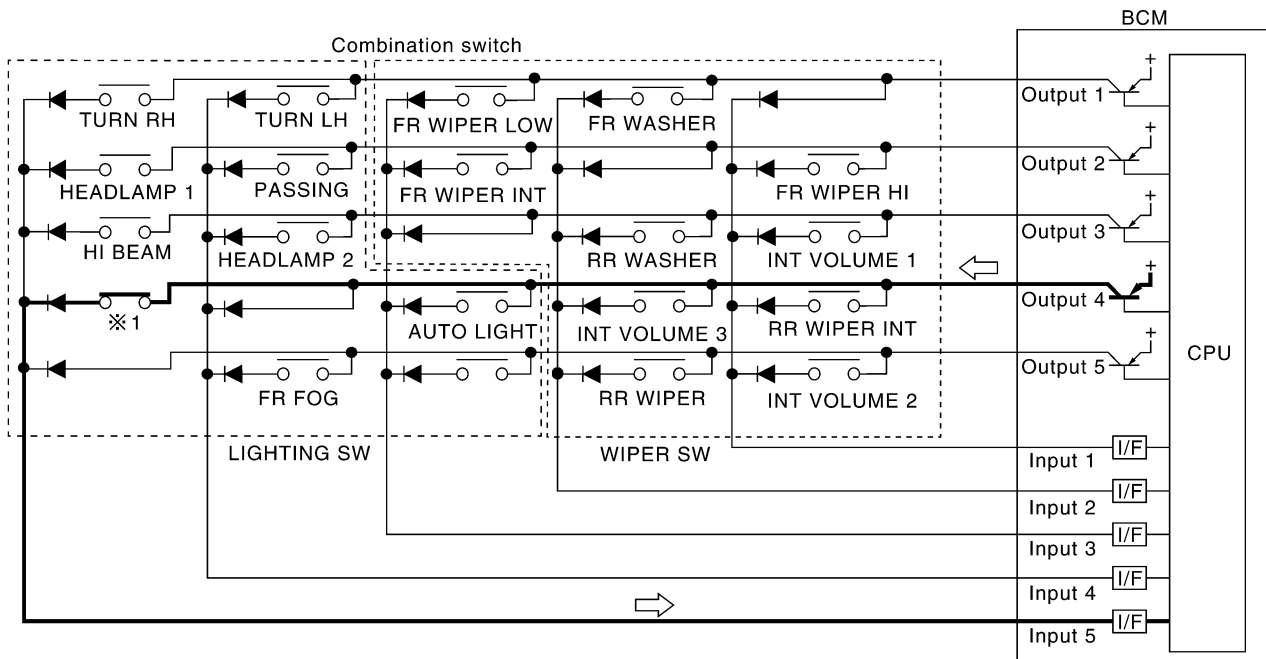 BCM
Combination switch
+
Output 1
TURN RH
TURN LH
FR WIPER LOW
FR WASHER
+
Output 2
HEADLAMP 1
PASSING
FR WIPER INT
FR WIPER HI
+
Output 3
HI BEAM
HEADLAMP 2
RR WASHER
INT VOLUME 1
+
Output 4
※1
AUTO LIGHT
INT VOLUME 3
RR WIPER INT
+
Output 5
CPU
FR FOG
RR WIPER
INT VOLUME 2
LIGHTING SW
WIPER SW
Input 1
I/F
Input 2
I/F
Input 3
I/F
Input 4
I/F
Input 5
I/F